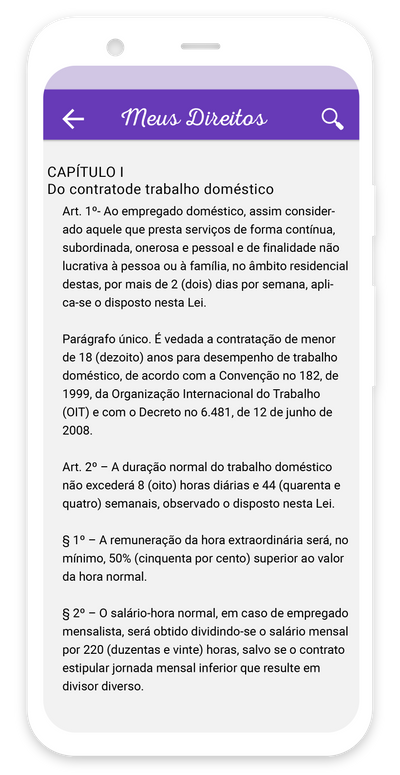 Meus Direitos
CAPÍTULO I
Do contratode trabalho doméstico
Art. 1º- Ao empregado doméstico, assim consider-
ado aquele que presta serviços de forma contínua,
subordinada, onerosa e pessoal e de finalidade não
lucrativa à pessoa ou à família, no âmbito residencial
destas, por mais de 2 (dois) dias por semana, apli-
ca-se o disposto nesta Lei.
Parágrafo único. É vedada a contratação de menor
de 18 (dezoito) anos para desempenho de trabalho
doméstico, de acordo com a Convenção no 182, de
1999, da Organização Internacional do Trabalho
(OIT) e com o Decreto no 6.481, de 12 de junho de
2008.
Art. 2º – A duração normal do trabalho doméstico
não excederá 8 (oito) horas diárias e 44 (quarenta e
quatro) semanais, observado o disposto nesta Lei.
§ 1º – A remuneração da hora extraordinária será, no
mínimo, 50% (cinquenta por cento) superior ao valor
da hora normal.
§ 2º – O salário-hora normal, em caso de empregado
mensalista, será obtido dividindo-se o salário mensal
por 220 (duzentas e vinte) horas, salvo se o contrato
estipular jornada mensal inferior que resulte em
divisor diverso.